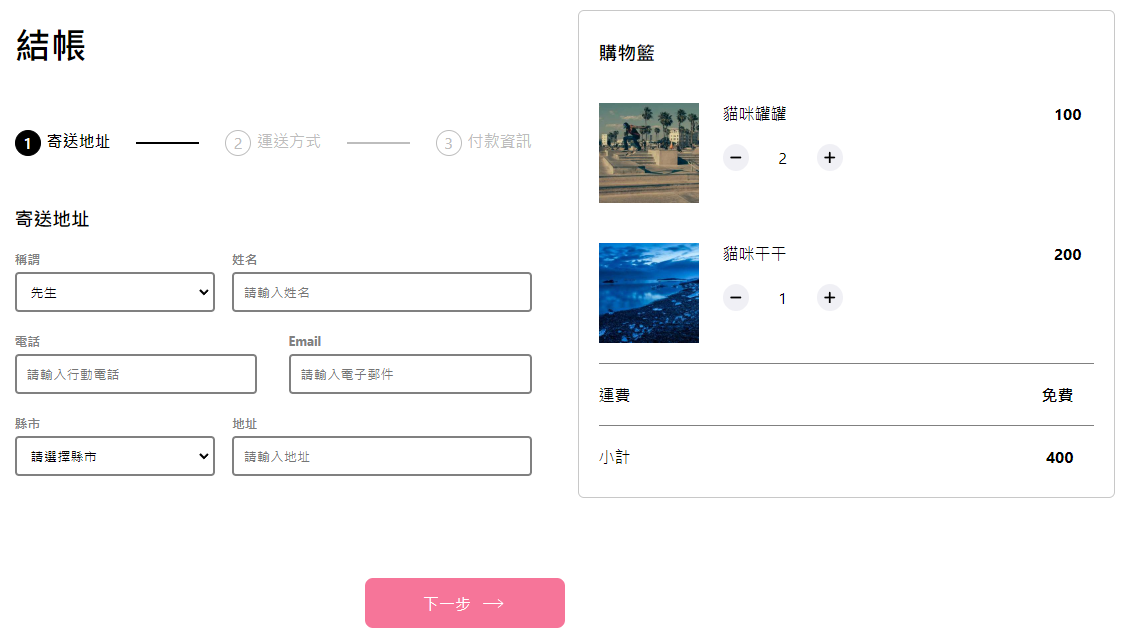 結帳
1 寄送地址
2 運送方式
3 付款資訊
寄送地址
稱謂 姓名
先生 請輸入姓名
電話 Email
請輸入行動電話 請輸入電子郵件
縣市 地址
請選擇縣市 請輸入地址
下一步 →
購物籃
貓咪罐罐 100
− 2 +
貓咪干干 200
− 1 +
運費 免費
小計 400